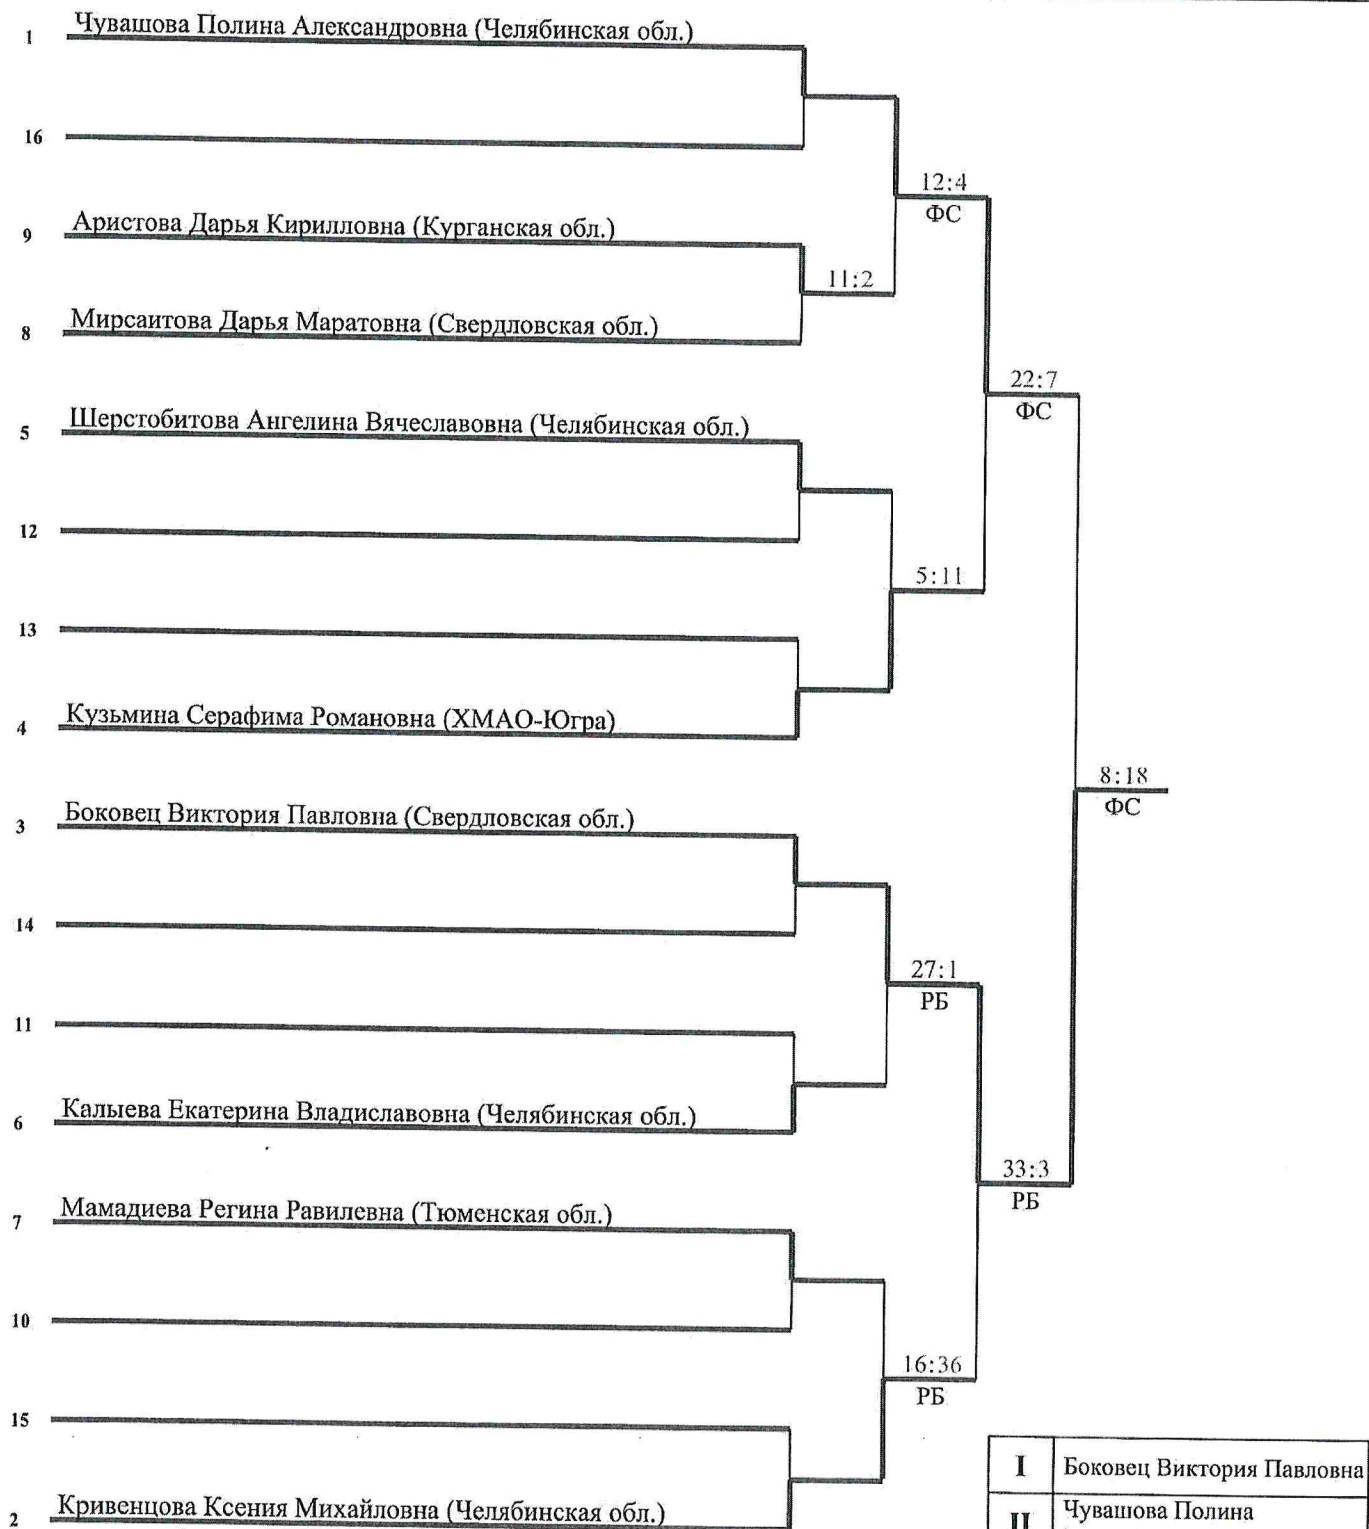 1 Чувашова Полина Александровна (Челябинская обл.)
16
12:4
ФС
9 Аристова Дарья Кирилловна (Курганская обл.)
11:2
8 Мирсаитова Дарья Маратовна (Свердловская обл.)
22:7
ФС
5 Шерстобитова Ангелина Вячеславовна (Челябинская обл.)
12
5:11
13
4 Кузьмина Серафима Романовна (ХМАО-Югра)
8:18
ФС
3 Боковец Виктория Павловна (Свердловская обл.)
14
27:1
РБ
11
6 Калыева Екатерина Владиславовна (Челябинская обл.)
33:3
РБ
7 Мамадиева Регина Равилевна (Тюменская обл.)
10
16:36
РБ
15
I Боковец Виктория Павловна
2 Кривенцова Ксения Михайловна (Челябинская обл.)
II Чувашова Полина